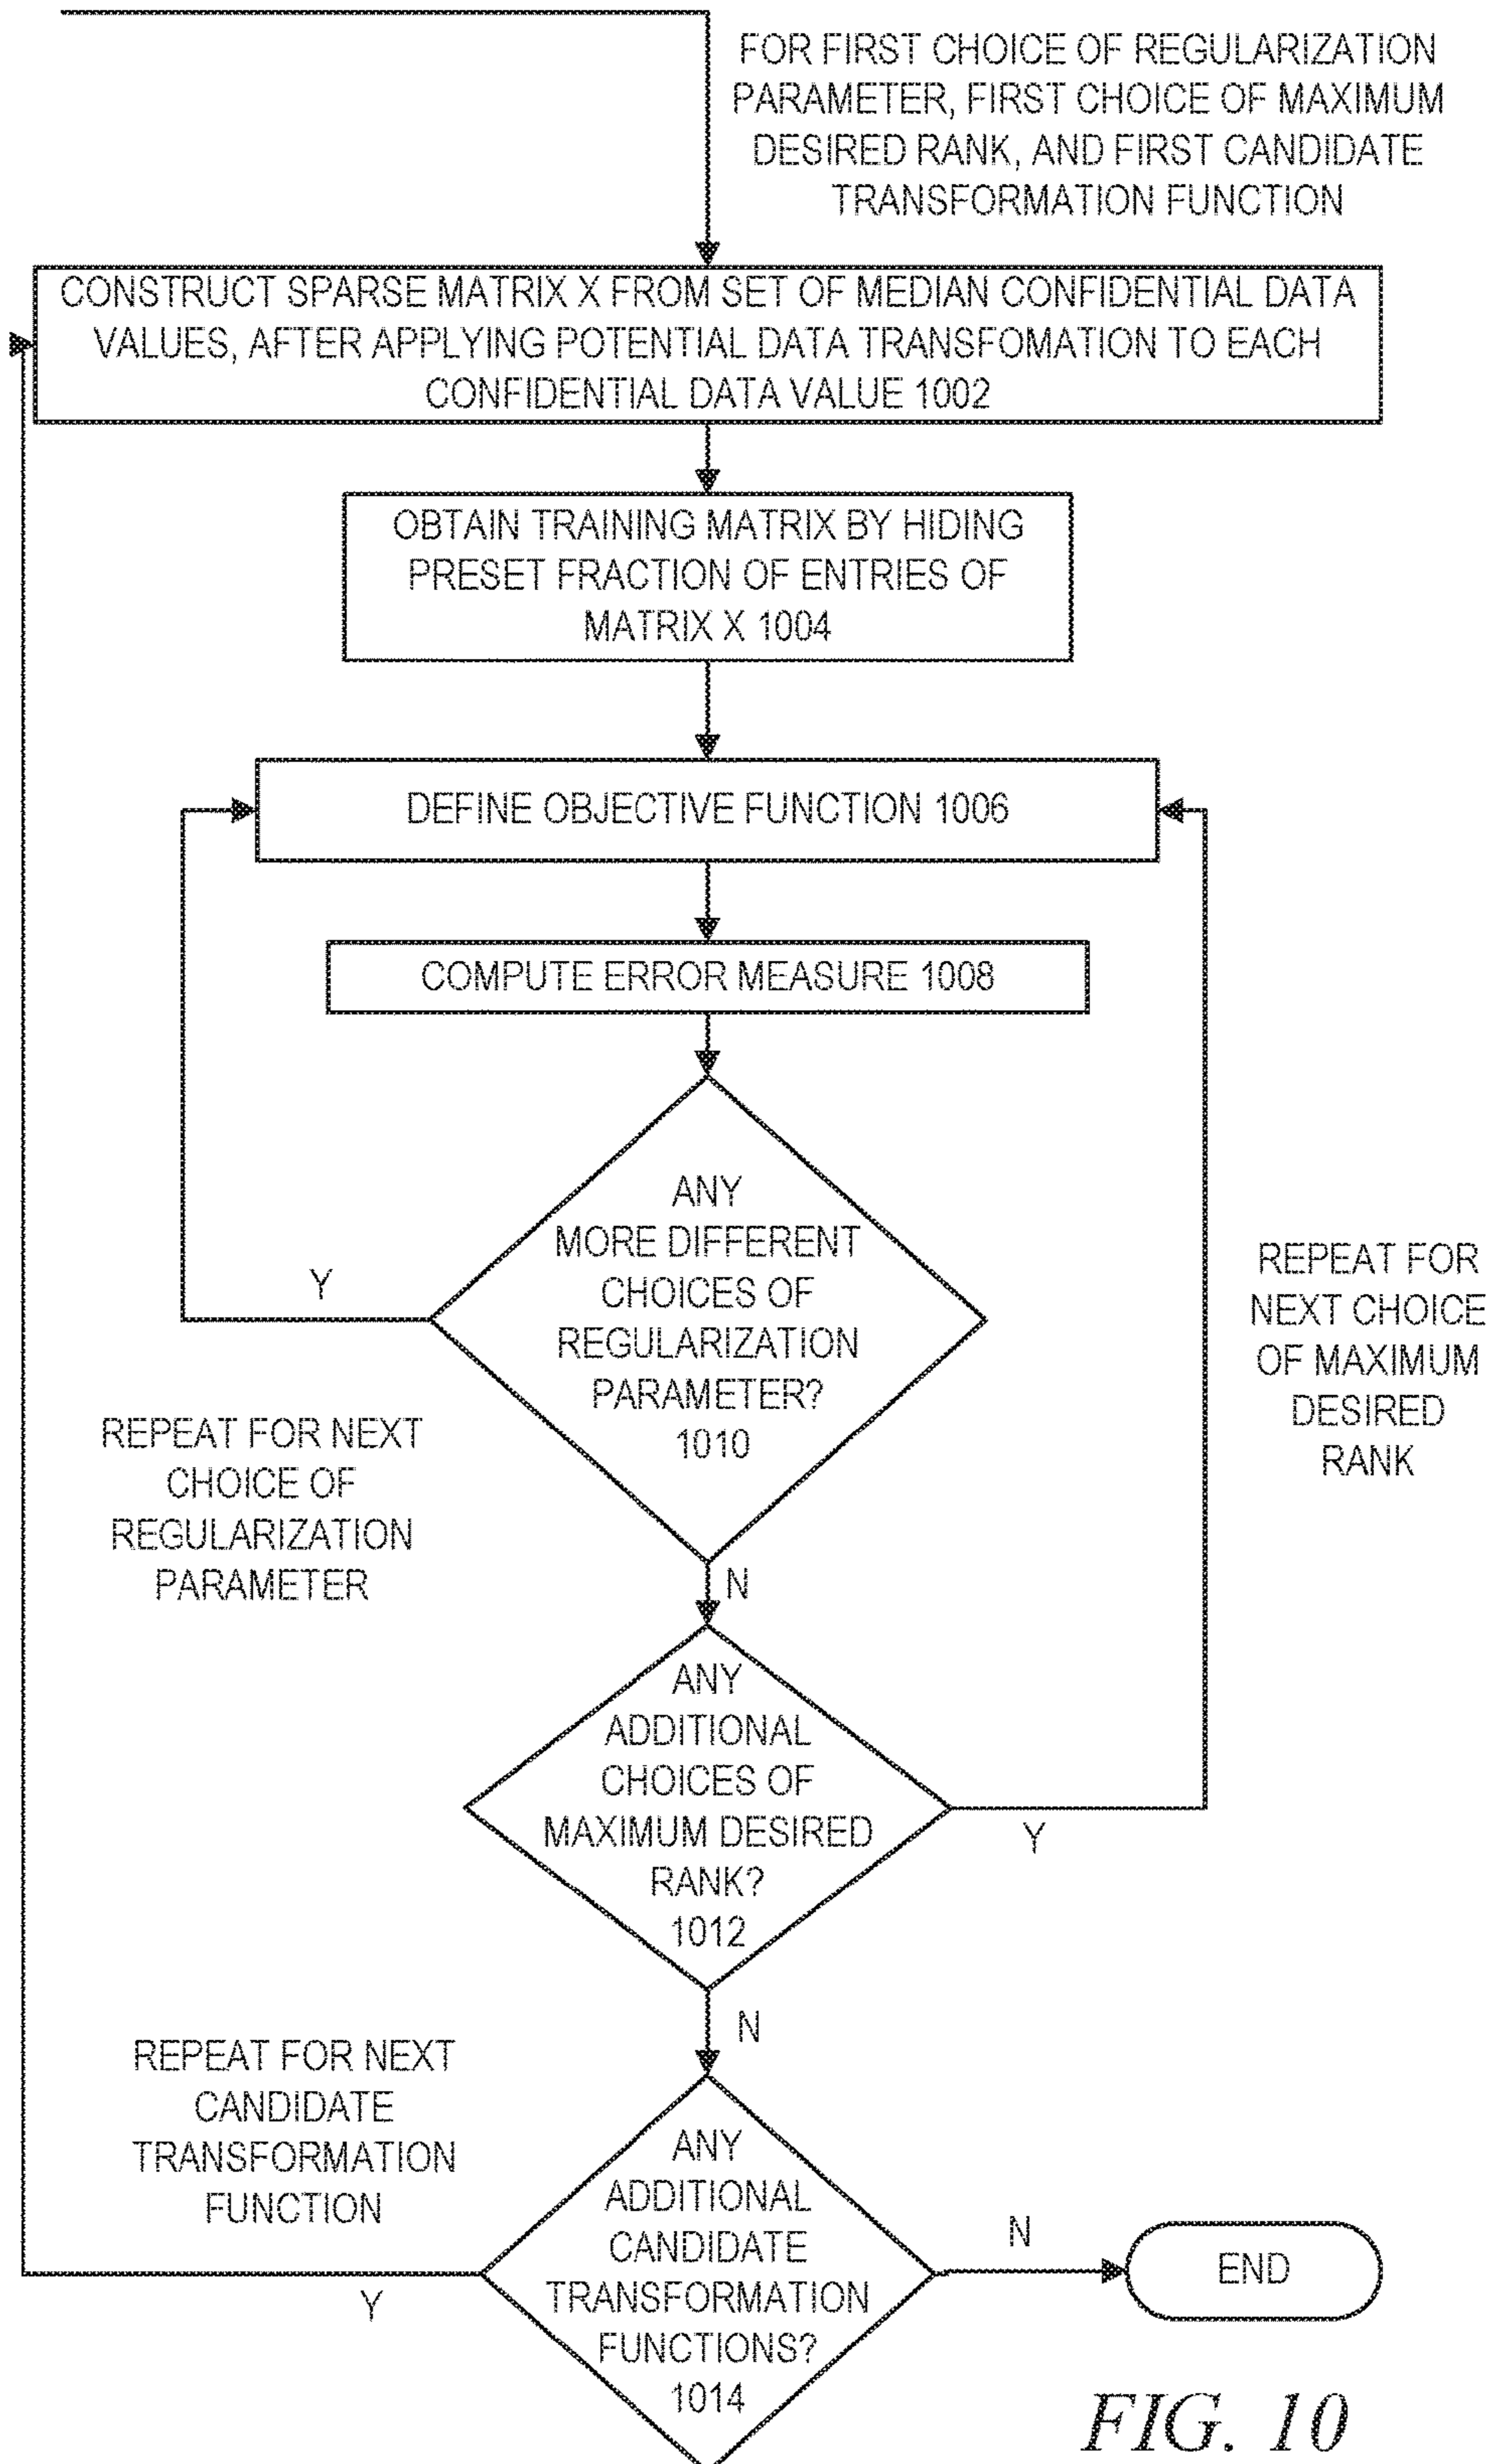 FOR FIRST CHOICE OF REGULARIZATION
PARAMETER, FIRST CHOICE OF MAXIMUM
DESIRED RANK, AND FIRST CANDIDATE
TRANSFORMATION FUNCTION
CONSTRUCT SPARSE MATRIX X FROM SET OF MEDIAN CONFIDENTIAL DATA
VALUES, AFTER APPLYING POTENTIAL DATA TRANSFOMATION TO EACH
CONFIDENTIAL DATA VALUE 1002
OBTAIN TRAINING MATRIX BY HIDING
PRESET FRACTION OF ENTRIES OF
MATRIX X 1004
DEFINE OBJECTIVE FUNCTION 1006
COMPUTE ERROR MEASURE 1008
ANY
MORE DIFFERENT
CHOICES OF
REGULARIZATION
PARAMETER?
1010
Y
REPEAT FOR NEXT
CHOICE OF
REGULARIZATION
PARAMETER
REPEAT FOR
NEXT CHOICE
OF MAXIMUM
DESIRED
RANK
N
ANY
ADDITIONAL
CHOICES OF
MAXIMUM DESIRED
RANK?
1012
Y
N
REPEAT FOR NEXT
CANDIDATE
TRANSFORMATION
FUNCTION
ANY
ADDITIONAL
CANDIDATE
TRANSFORMATION
FUNCTIONS?
1014
Y
N
END
FIG. 10